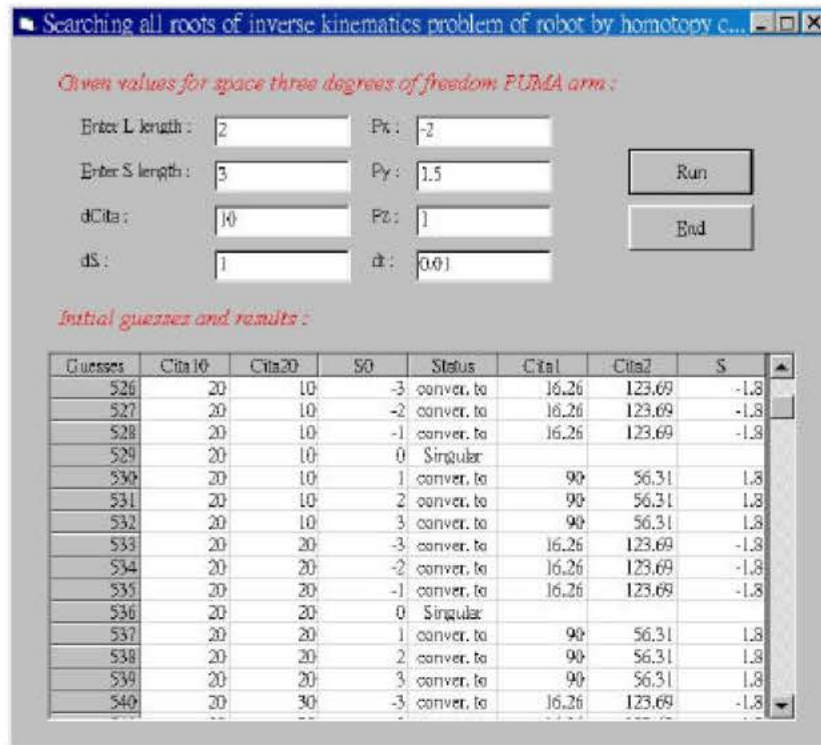 Searching all roots of inverse kinematics problem of robot by homotopy c...
Given values for space three degrees of freedom PUMA arm :
Enter L length : 2 Px : -2
Enter S length : 3 Py : 1.5 Run
dCita : 10 Pz : 1 End
dS : 1 dt : 0.01
Initial guesses and results :
Guesses Cita10 Cita20 S0 Status Cita1 Cita2 S
526 20 10 -3 conver. to 16.26 123.69 -1.8
527 20 10 -2 conver. to 16.26 123.69 -1.8
528 20 10 -1 conver. to 16.26 123.69 -1.8
529 20 10 0 Singular
530 20 10 1 conver. to 90 56.31 1.8
531 20 10 2 conver. to 90 56.31 1.8
532 20 10 3 conver. to 90 56.31 1.8
533 20 20 -3 conver. to 16.26 123.69 -1.8
534 20 20 -2 conver. to 16.26 123.69 -1.8
535 20 20 -1 conver. to 16.26 123.69 -1.8
536 20 20 0 Singular
537 20 20 1 conver. to 90 56.31 1.8
538 20 20 2 conver. to 90 56.31 1.8
539 20 20 3 conver. to 90 56.31 1.8
540 20 30 -3 conver. to 16.26 123.69 -1.8